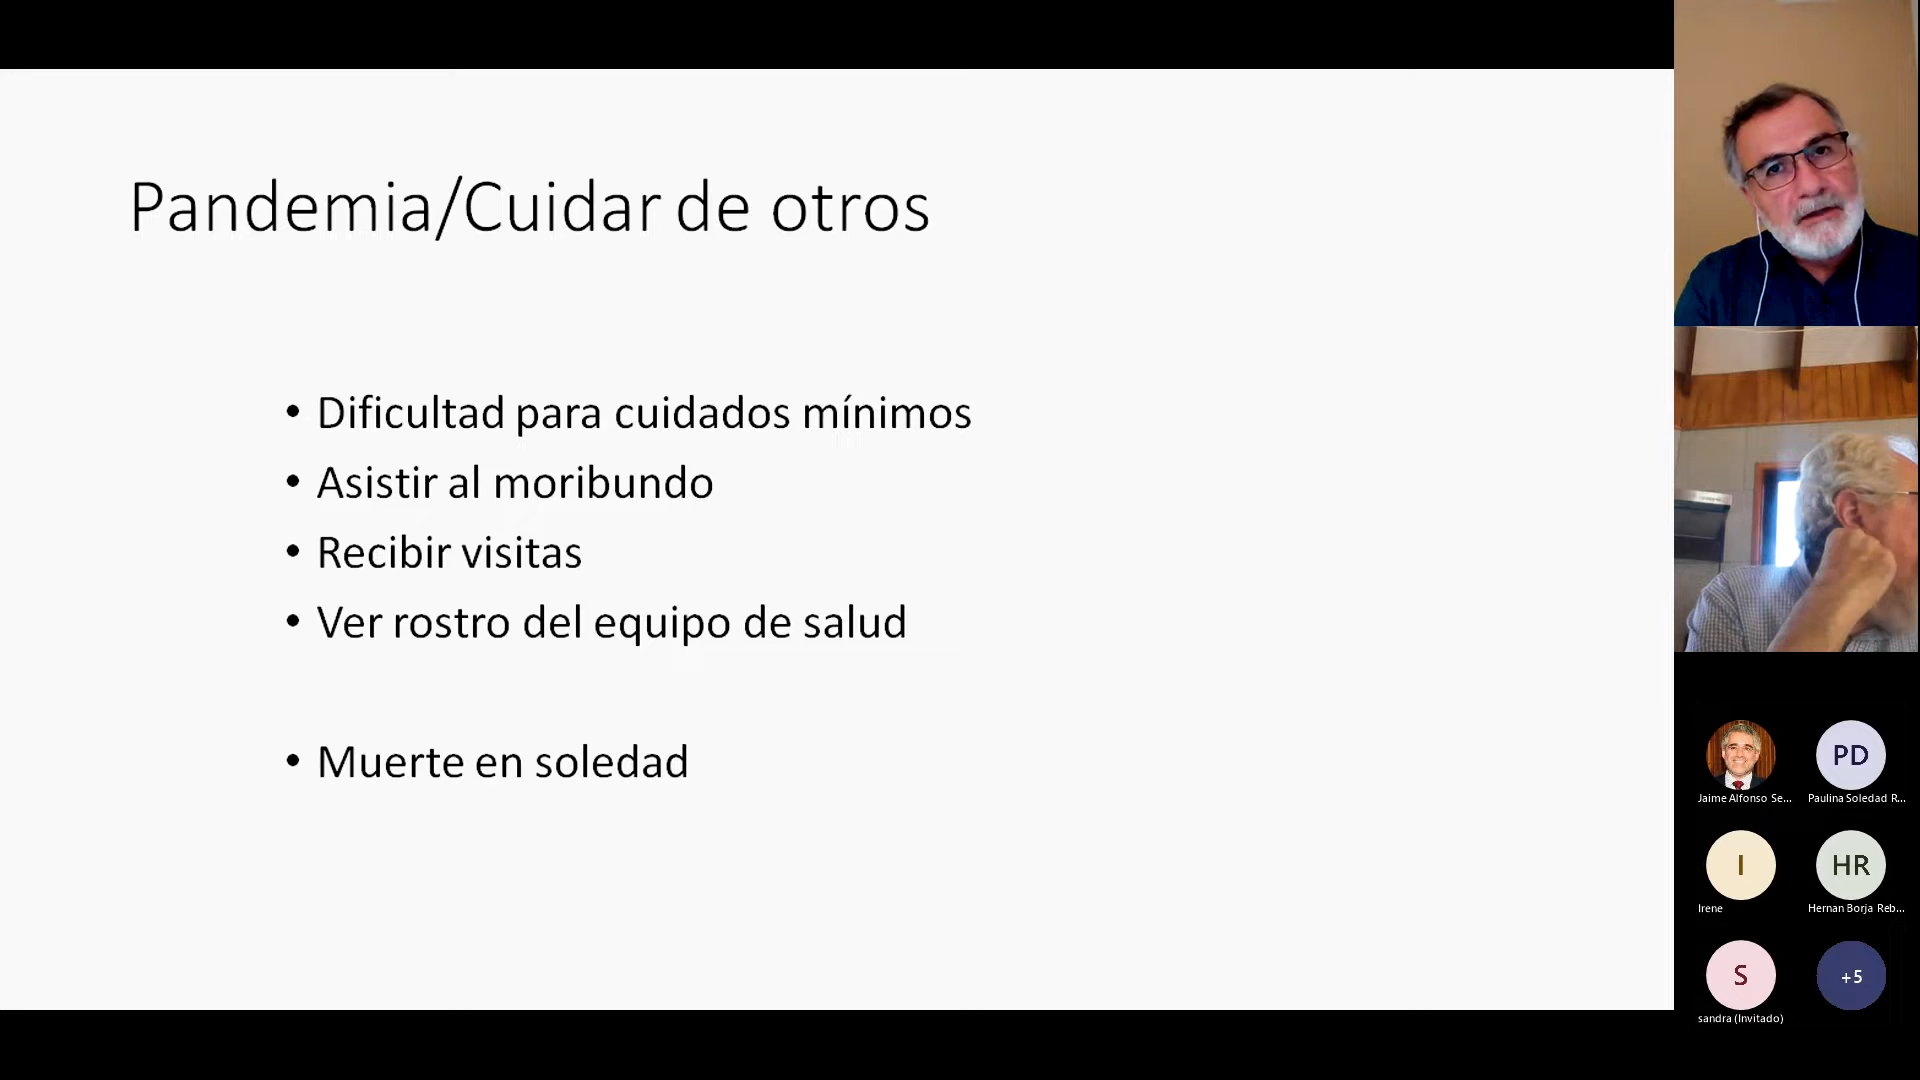 Pandemia/Cuidar de otros
• Dificultad para cuidados mínimos
• Asistir al moribundo
• Recibir visitas
• Ver rostro del equipo de salud
• Muerte en soledad
Jaime Alfonso Se...
PD
Paulina Soledad R...
I
Irene
HR
Hernan Borja Reb...
S
sandra (Invitado)
+5